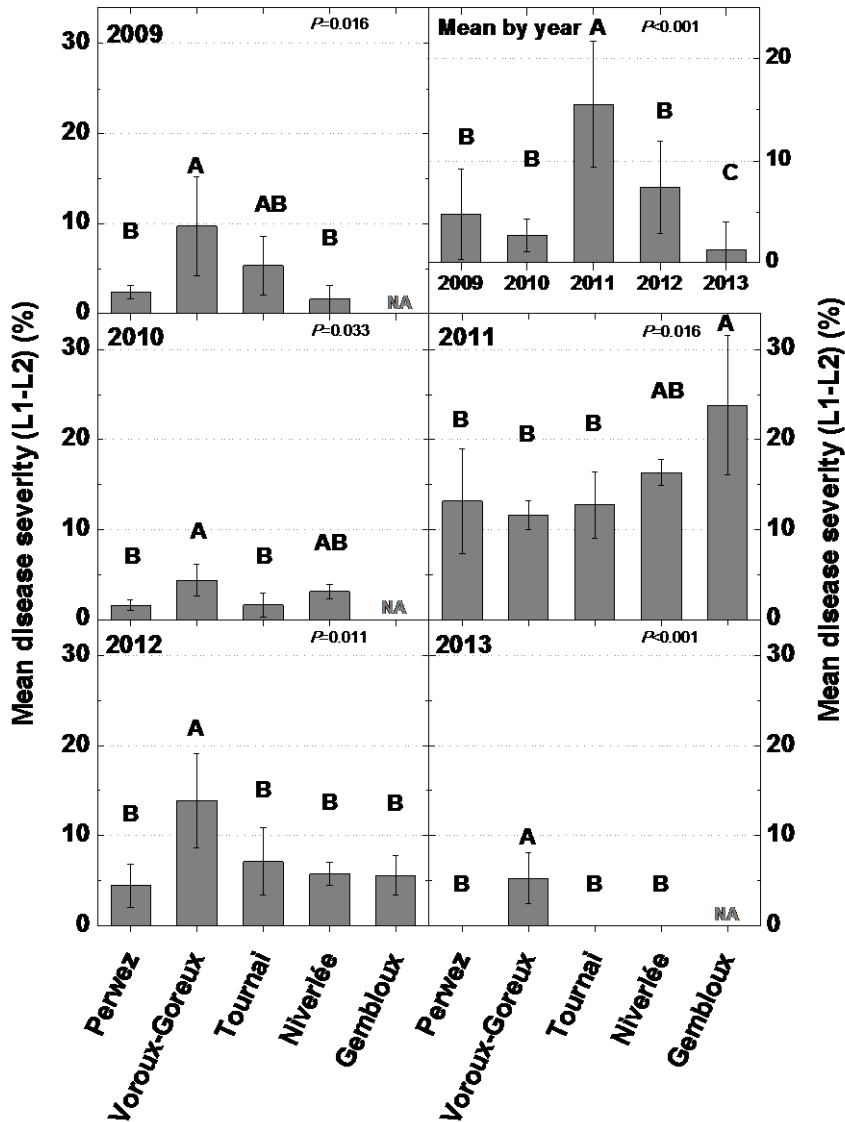 Mean disease severity (L1-L2) (%)
2009 P=0.016
30
20
10
0
B A AB B NA
Mean by year A P<0.001
20
10
0
B B B C
2009 2010 2011 2012 2013
2010 P=0.033
30
20
10
0
B A B AB NA
2011 P=0.016
30
20
10
0
B B B AB A
2012 P=0.011
30
20
10
0
B A B B B
2013 P<0.001
30
20
10
0
B A B B NA
Perwez
Voroux-Goreux
Tournai
Niverlée
Gembloux
Perwez
Voroux-Goreux
Tournai
Niverlée
Gembloux
Mean disease severity (L1-L2) (%)